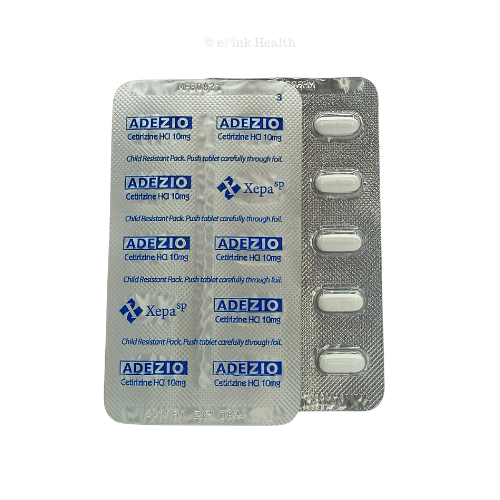 © ePink Health
3
ADEZIO ADEZIO
Cetirizine HCl 10mg Cetirizine HCl 10mg
Child Resistant Pack. Push tablet carefully through foil.
ADEZIO Xepa sp
Cetirizine HCl 10mg
Child Resistant Pack. Push tablet carefully through foil.
ADEZIO ADEZIO
Cetirizine HCl 10mg Cetirizine HCl 10mg
Child Resistant Pack. Push tablet carefully through foil.
Xepa sp ADEZIO
Cetirizine HCl 10mg
Child Resistant Pack. Push tablet carefully through foil.
ADEZIO ADEZIO
Cetirizine HCl 10mg Cetirizine HCl 10mg